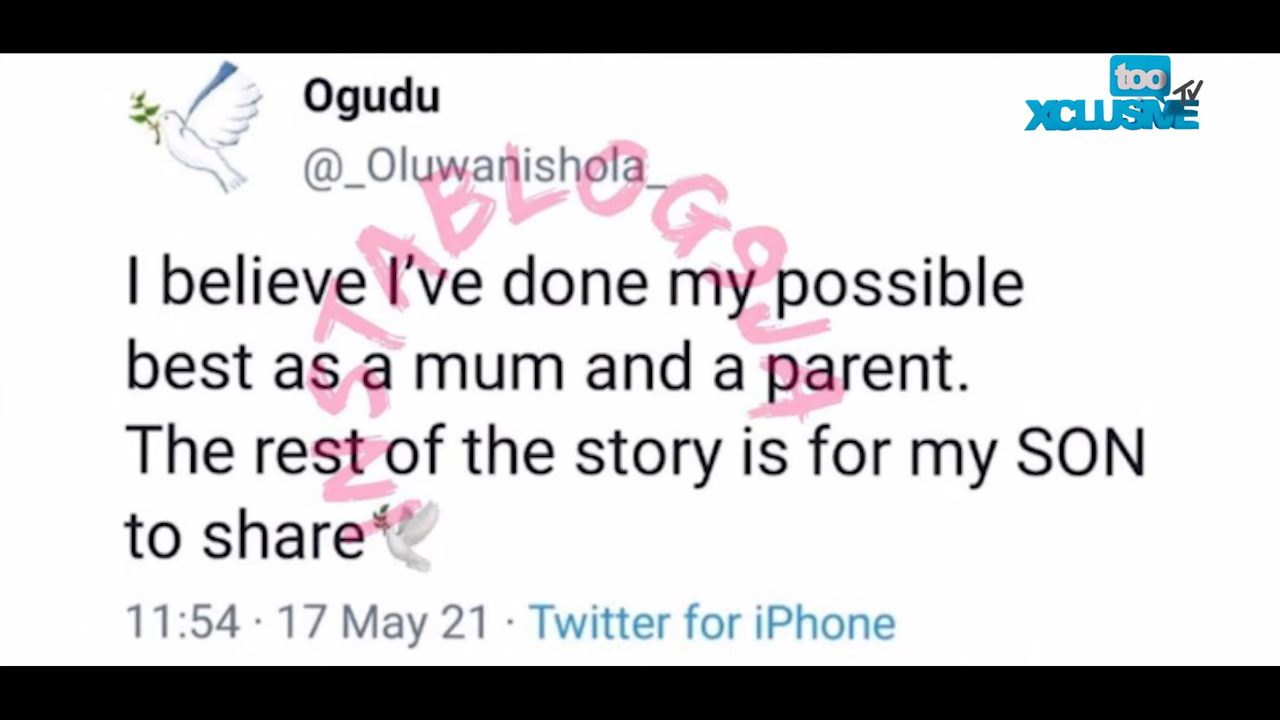 too
XCLUSIVE TV
Ogudu
@_Oluwanishola_
INSTABLOG9JA
I believe I've done my possible
best as a mum and a parent.
The rest of the story is for my SON
to share
11:54 · 17 May 21 · Twitter for iPhone